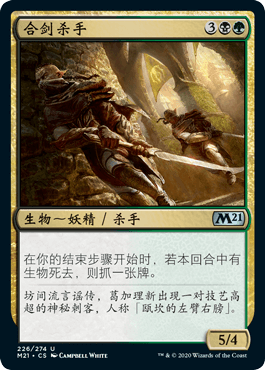 合剑杀手
3
生物～妖精 / 杀手
M21
在你的结束步骤开始时，若本回合中有
生物死去，则抓一张牌。
坊间流言谣传，葛加理新出现一对技艺高
超的神秘刺客，人称「瓯坎的左臂右膀」。
5/4
226/274 U
M21 • CS CAMPBELL WHITE
™ & © 2020 Wizards of the Coast